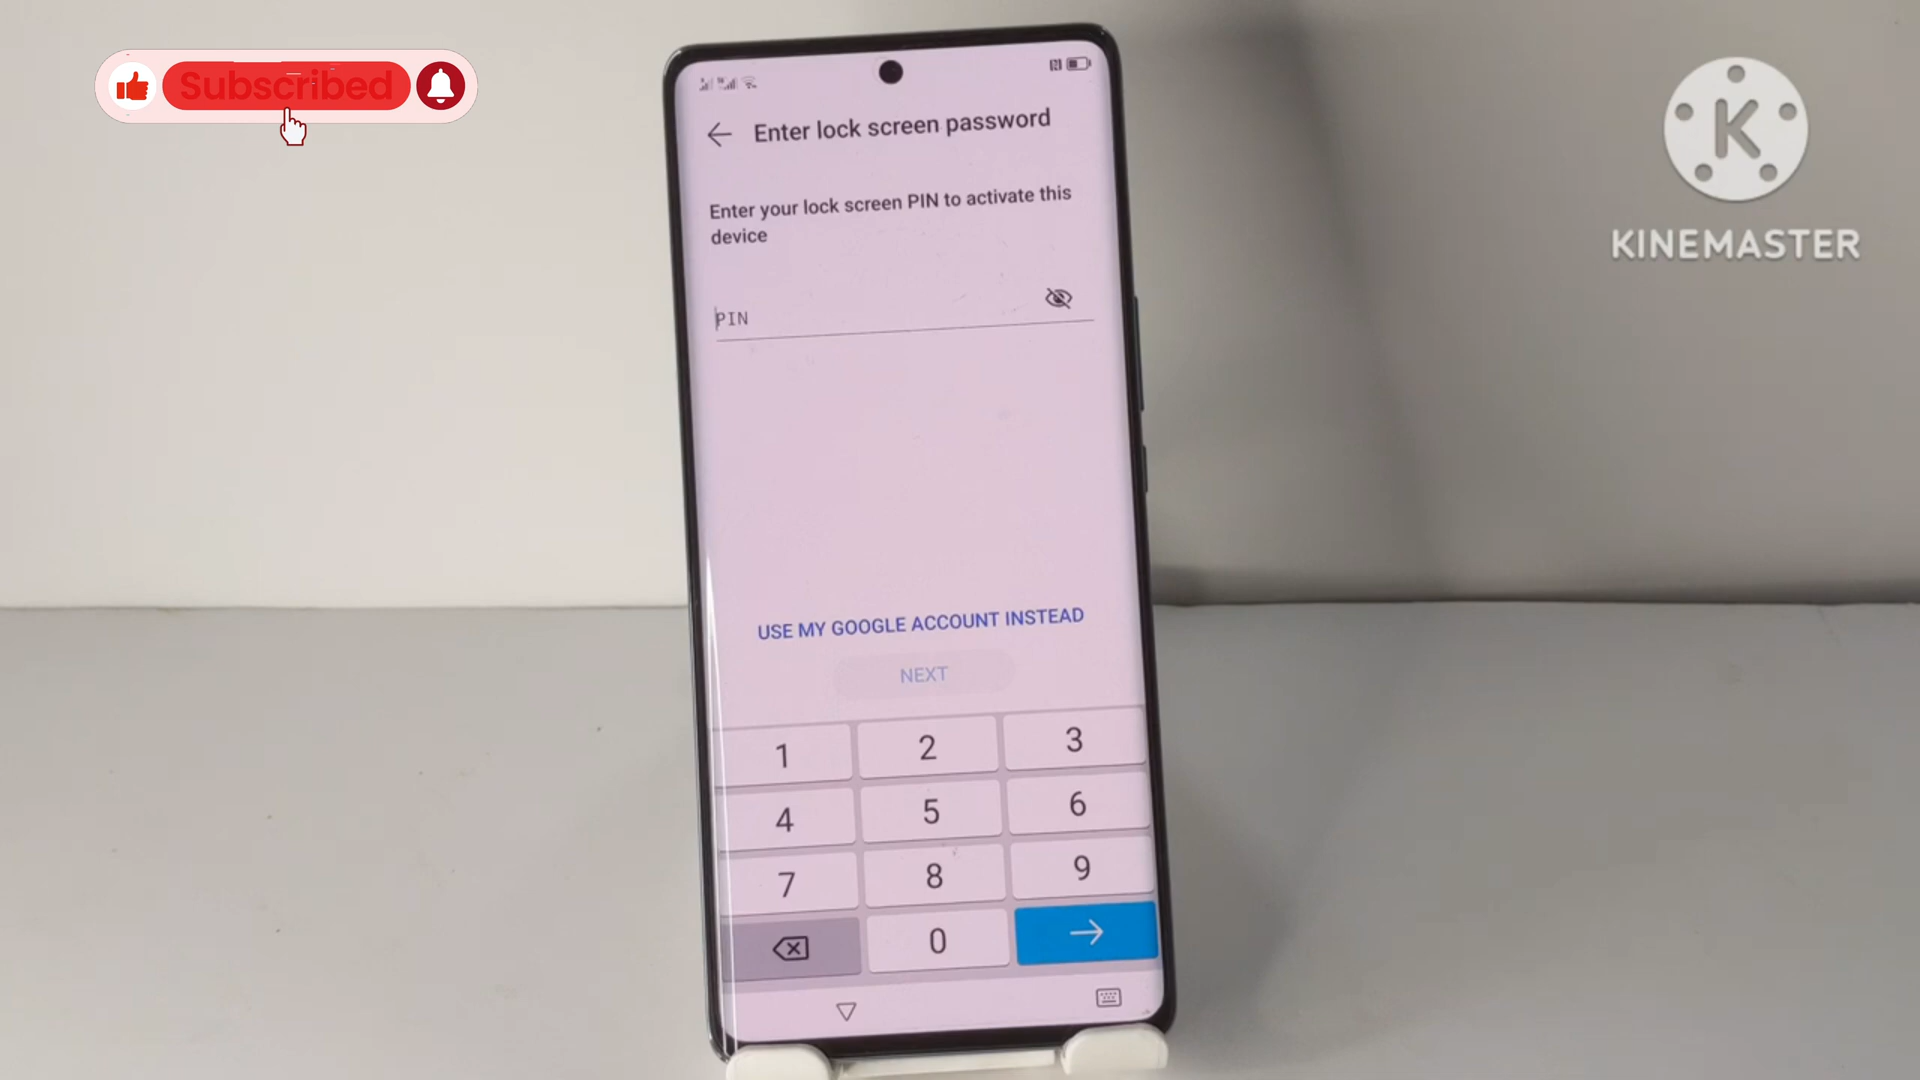 Subscribed
K
KINEMASTER
Enter lock screen password
Enter your lock screen PIN to activate this
device
PIN
USE MY GOOGLE ACCOUNT INSTEAD
NEXT
1 2 3
4 5 6
7 8 9
0